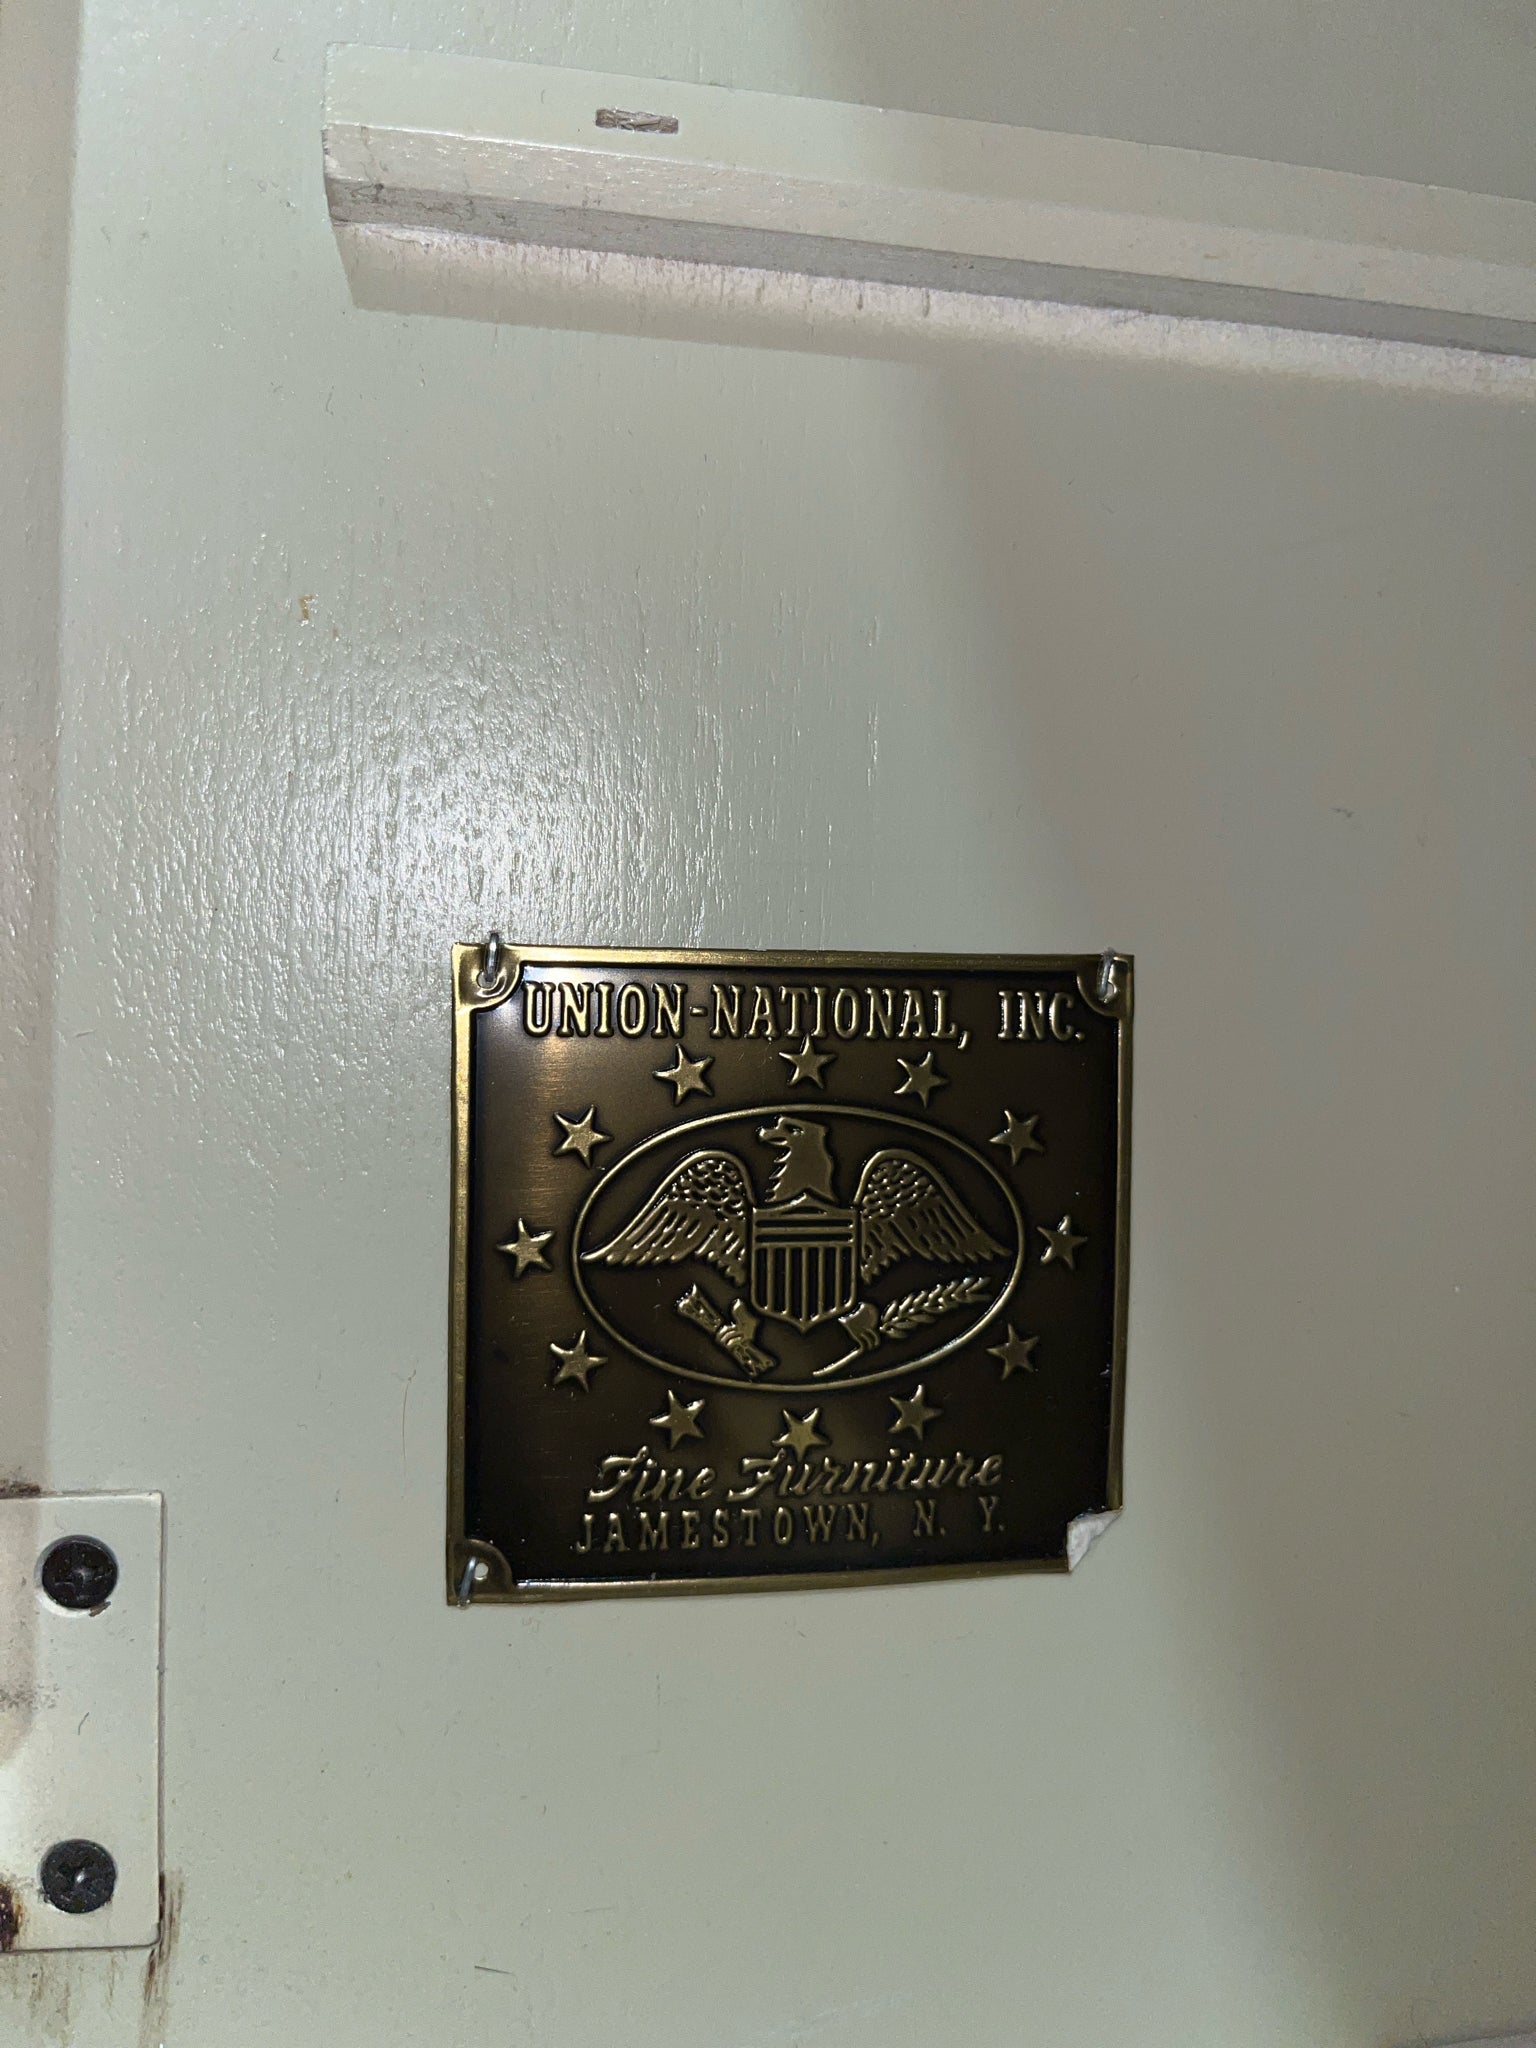 UNION-NATIONAL, INC.
Fine Furniture
JAMESTOWN, N. Y.